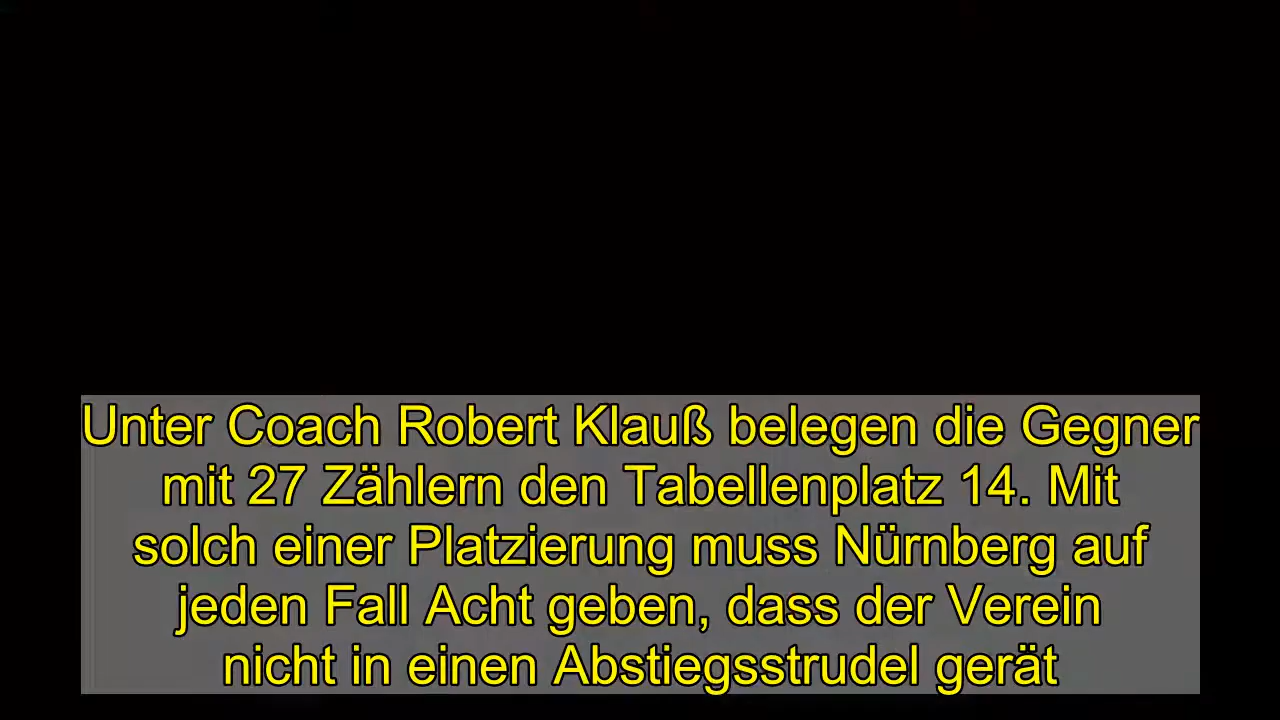 Unter Coach Robert Klauß belegen die Gegner
mit 27 Zählern den Tabellenplatz 14. Mit
solch einer Platzierung muss Nürnberg auf
jeden Fall Acht geben, dass der Verein
nicht in einen Abstiegsstrudel gerät